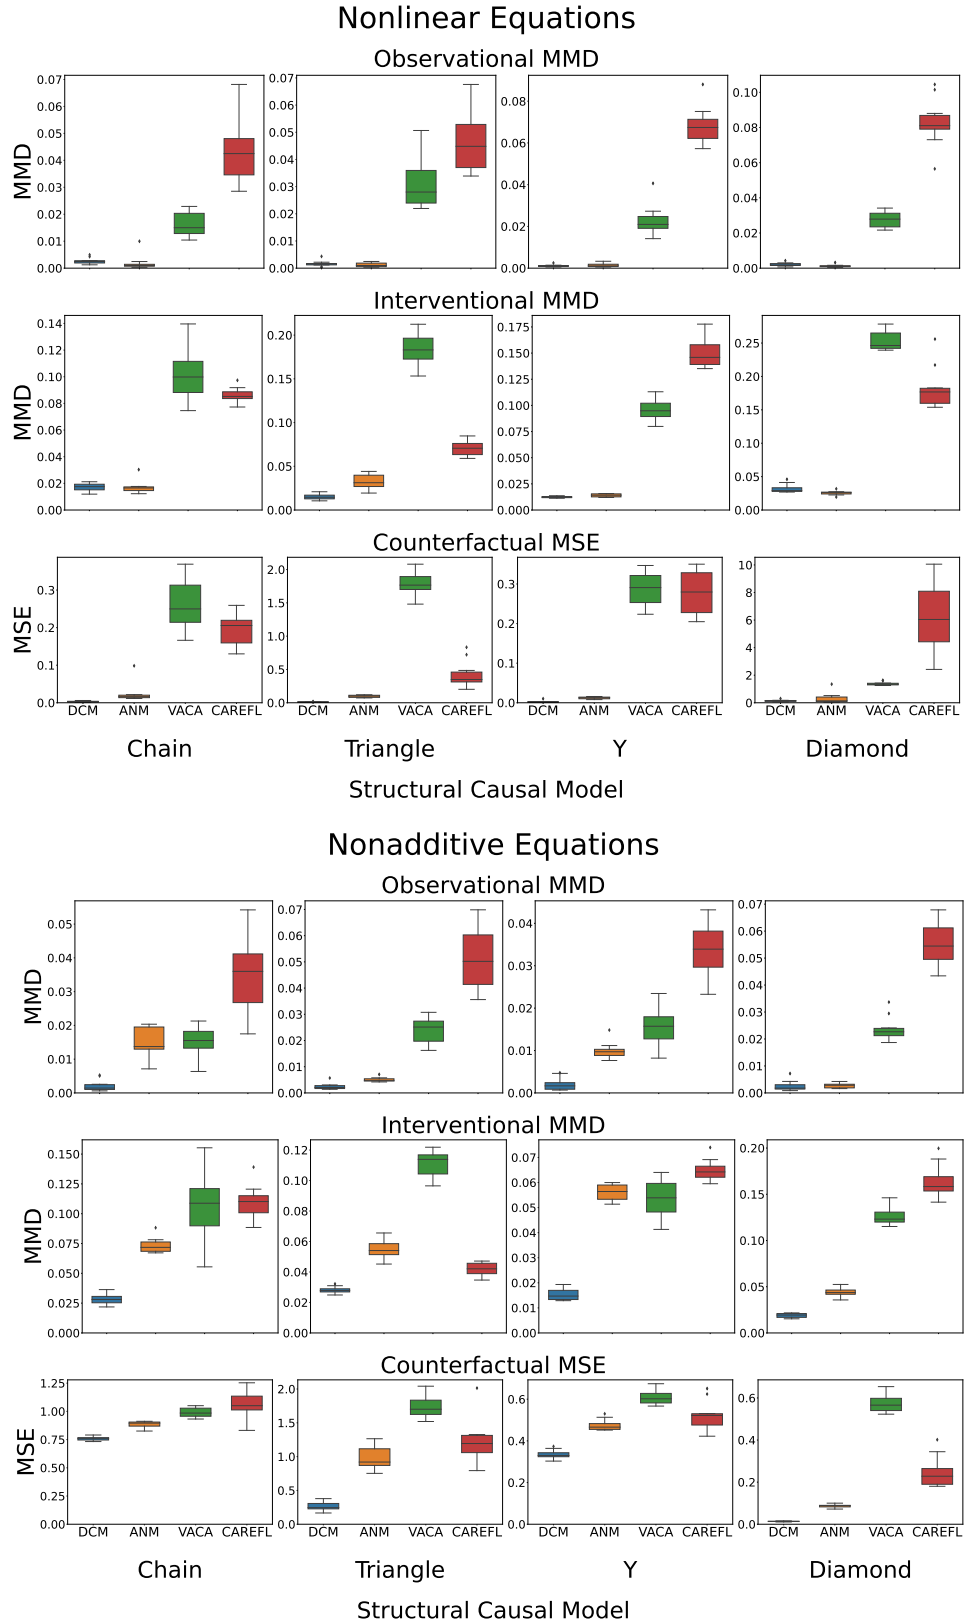 Nonlinear Equations
Observational MMD
MMD
0.07 0.06 0.05 0.04 0.03 0.02 0.01 0.00
0.07 0.06 0.05 0.04 0.03 0.02 0.01 0.00
0.08 0.06 0.04 0.02 0.00
0.10 0.08 0.06 0.04 0.02 0.00
Interventional MMD
MMD
0.14 0.12 0.10 0.08 0.06 0.04 0.02 0.00
0.20 0.15 0.10 0.05 0.00
0.175 0.150 0.125 0.100 0.075 0.050 0.025 0.000
0.25 0.20 0.15 0.10 0.05 0.00
Counterfactual MSE
MSE
0.3 0.2 0.1 0.0
2.0 1.5 1.0 0.5 0.0
0.3 0.2 0.1 0.0
10 8 6 4 2 0
DCM ANM VACA CAREFL DCM ANM VACA CAREFL DCM ANM VACA CAREFL DCM ANM VACA CAREFL
Chain Triangle Y Diamond
Structural Causal Model
Nonadditive Equations
Observational MMD
MMD
0.05 0.04 0.03 0.02 0.01 0.00
0.07 0.06 0.05 0.04 0.03 0.02 0.01 0.00
0.04 0.03 0.02 0.01 0.00
0.07 0.06 0.05 0.04 0.03 0.02 0.01 0.00
Interventional MMD
MMD
0.150 0.125 0.100 0.075 0.050 0.025 0.000
0.12 0.10 0.08 0.06 0.04 0.02 0.00
0.07 0.06 0.05 0.04 0.03 0.02 0.01 0.00
0.20 0.15 0.10 0.05 0.00
Counterfactual MSE
MSE
1.25 1.00 0.75 0.50 0.25 0.00
2.0 1.5 1.0 0.5 0.0
0.6 0.4 0.2 0.0
0.6 0.4 0.2 0.0
DCM ANM VACA CAREFL DCM ANM VACA CAREFL DCM ANM VACA CAREFL DCM ANM VACA CAREFL
Chain Triangle Y Diamond
Structural Causal Model